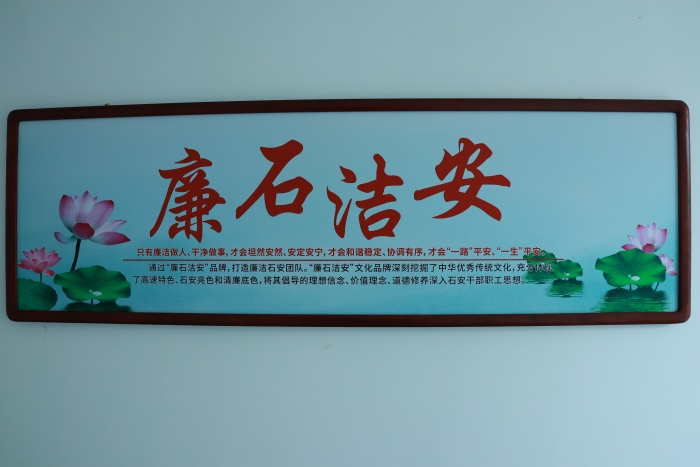 廉石洁安
只有廉洁做人、干净做事，才会坦然安然、安定安宁，才会和谐稳定、协调有序，才会“一路”平安、“一生”平安。
通过“廉石洁安”品牌，打造廉洁石安团队。“廉石洁安”文化品牌深刻挖掘了中华优秀传统文化，充分体现
了高速特色、石安亮色和清廉底色，将其倡导的理想信念、价值理念、道德修养深入石安干部职工思想。